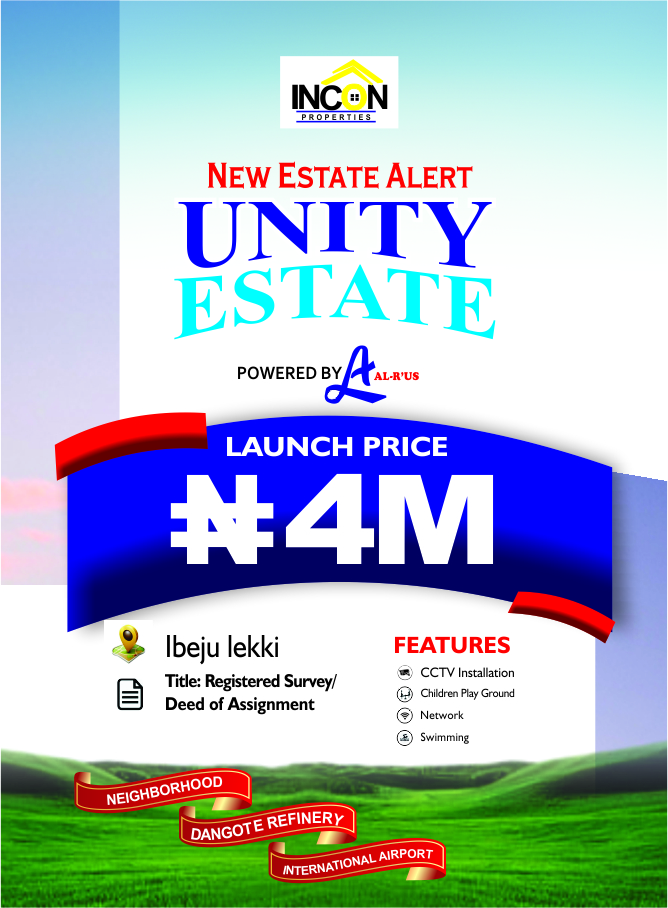 INCON
PROPERTIES
NEW ESTATE ALERT
UNITY
ESTATE
POWERED BY A AL-R'US
LAUNCH PRICE
₦4M
Ibeju lekki
Title: Registered Survey/
Deed of Assignment
FEATURES
CCTV Installation
Children Play Ground
Network
Swimming
NEIGHBORHOOD
DANGOTE REFINERY
INTERNATIONAL AIRPORT